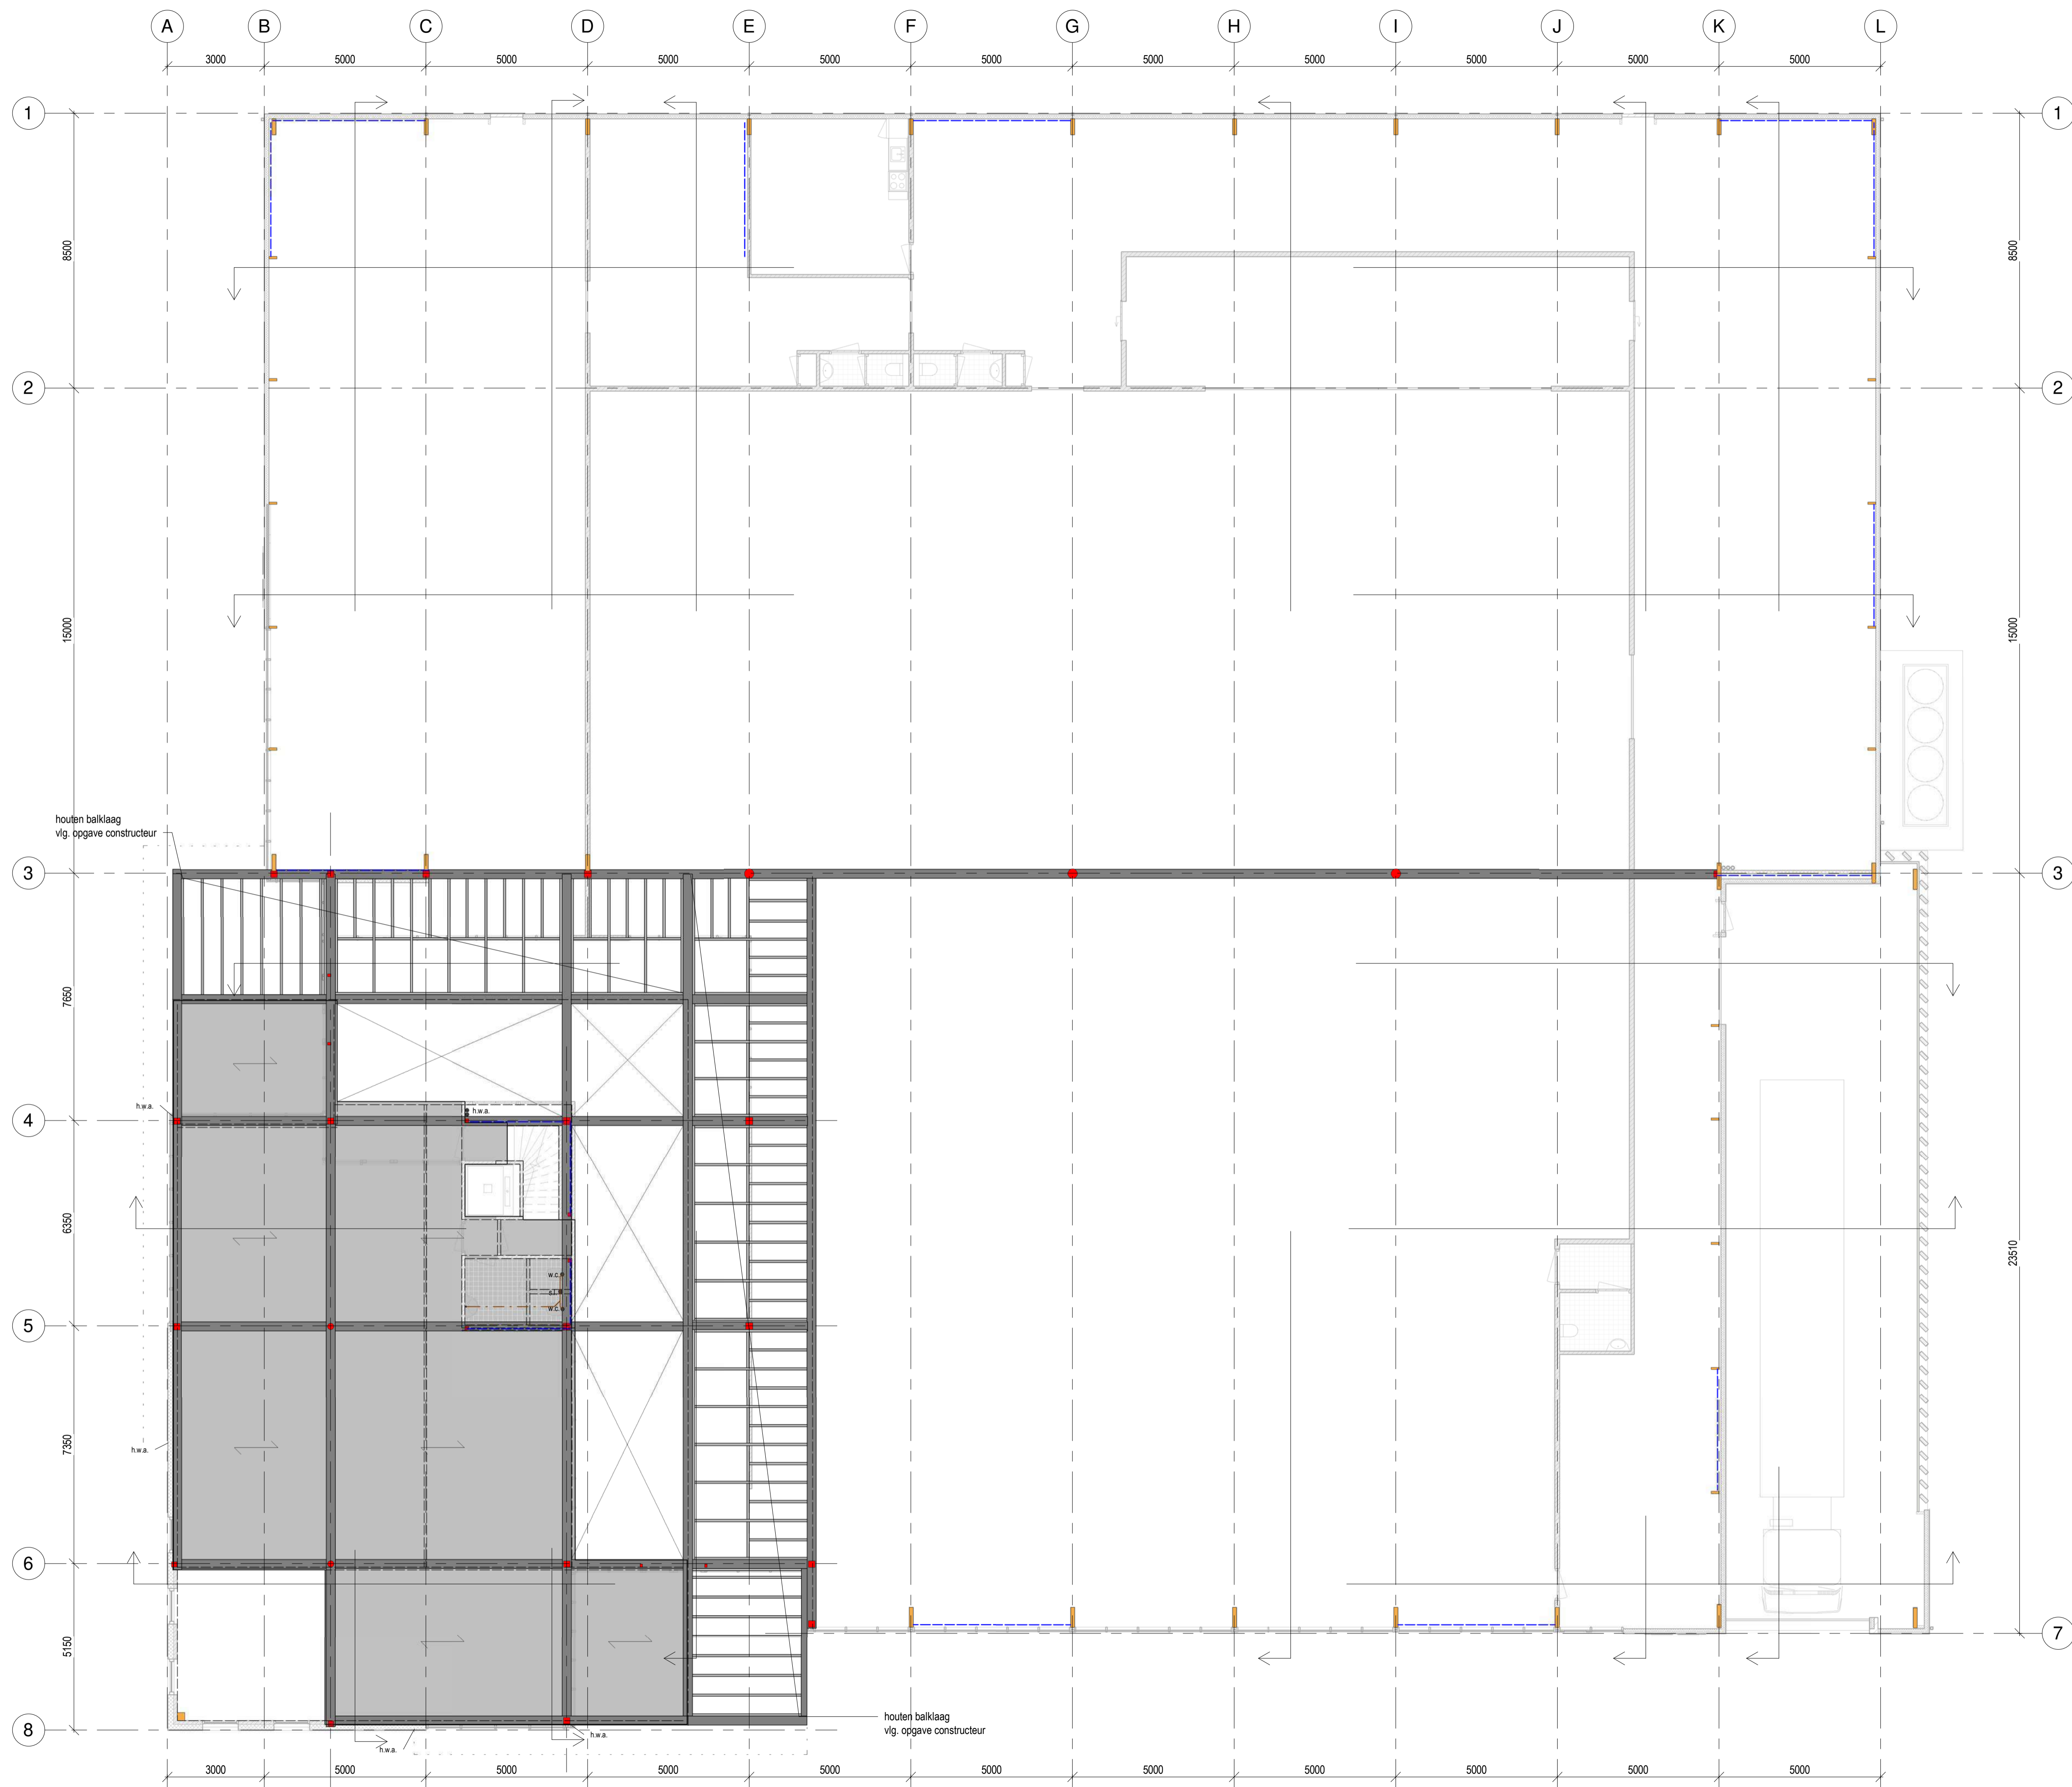 A B C D E F G H I J K L
3000 5000 5000 5000 5000 5000 5000 5000 5000 5000 5000
1 1
8500 8500
2 2
15000 15000
houten balklaag
vlg. opgave constructeur
3 3
7650
h.w.a.
h.w.a.
4
6350 23510
w.c.
w.c.
5
7350
h.w.a.
6
5150
7
houten balklaag
vlg. opgave constructeur
8
h.w.a.
h.w.a.
3000 5000 5000 5000 5000 5000 5000 5000 5000 5000 5000